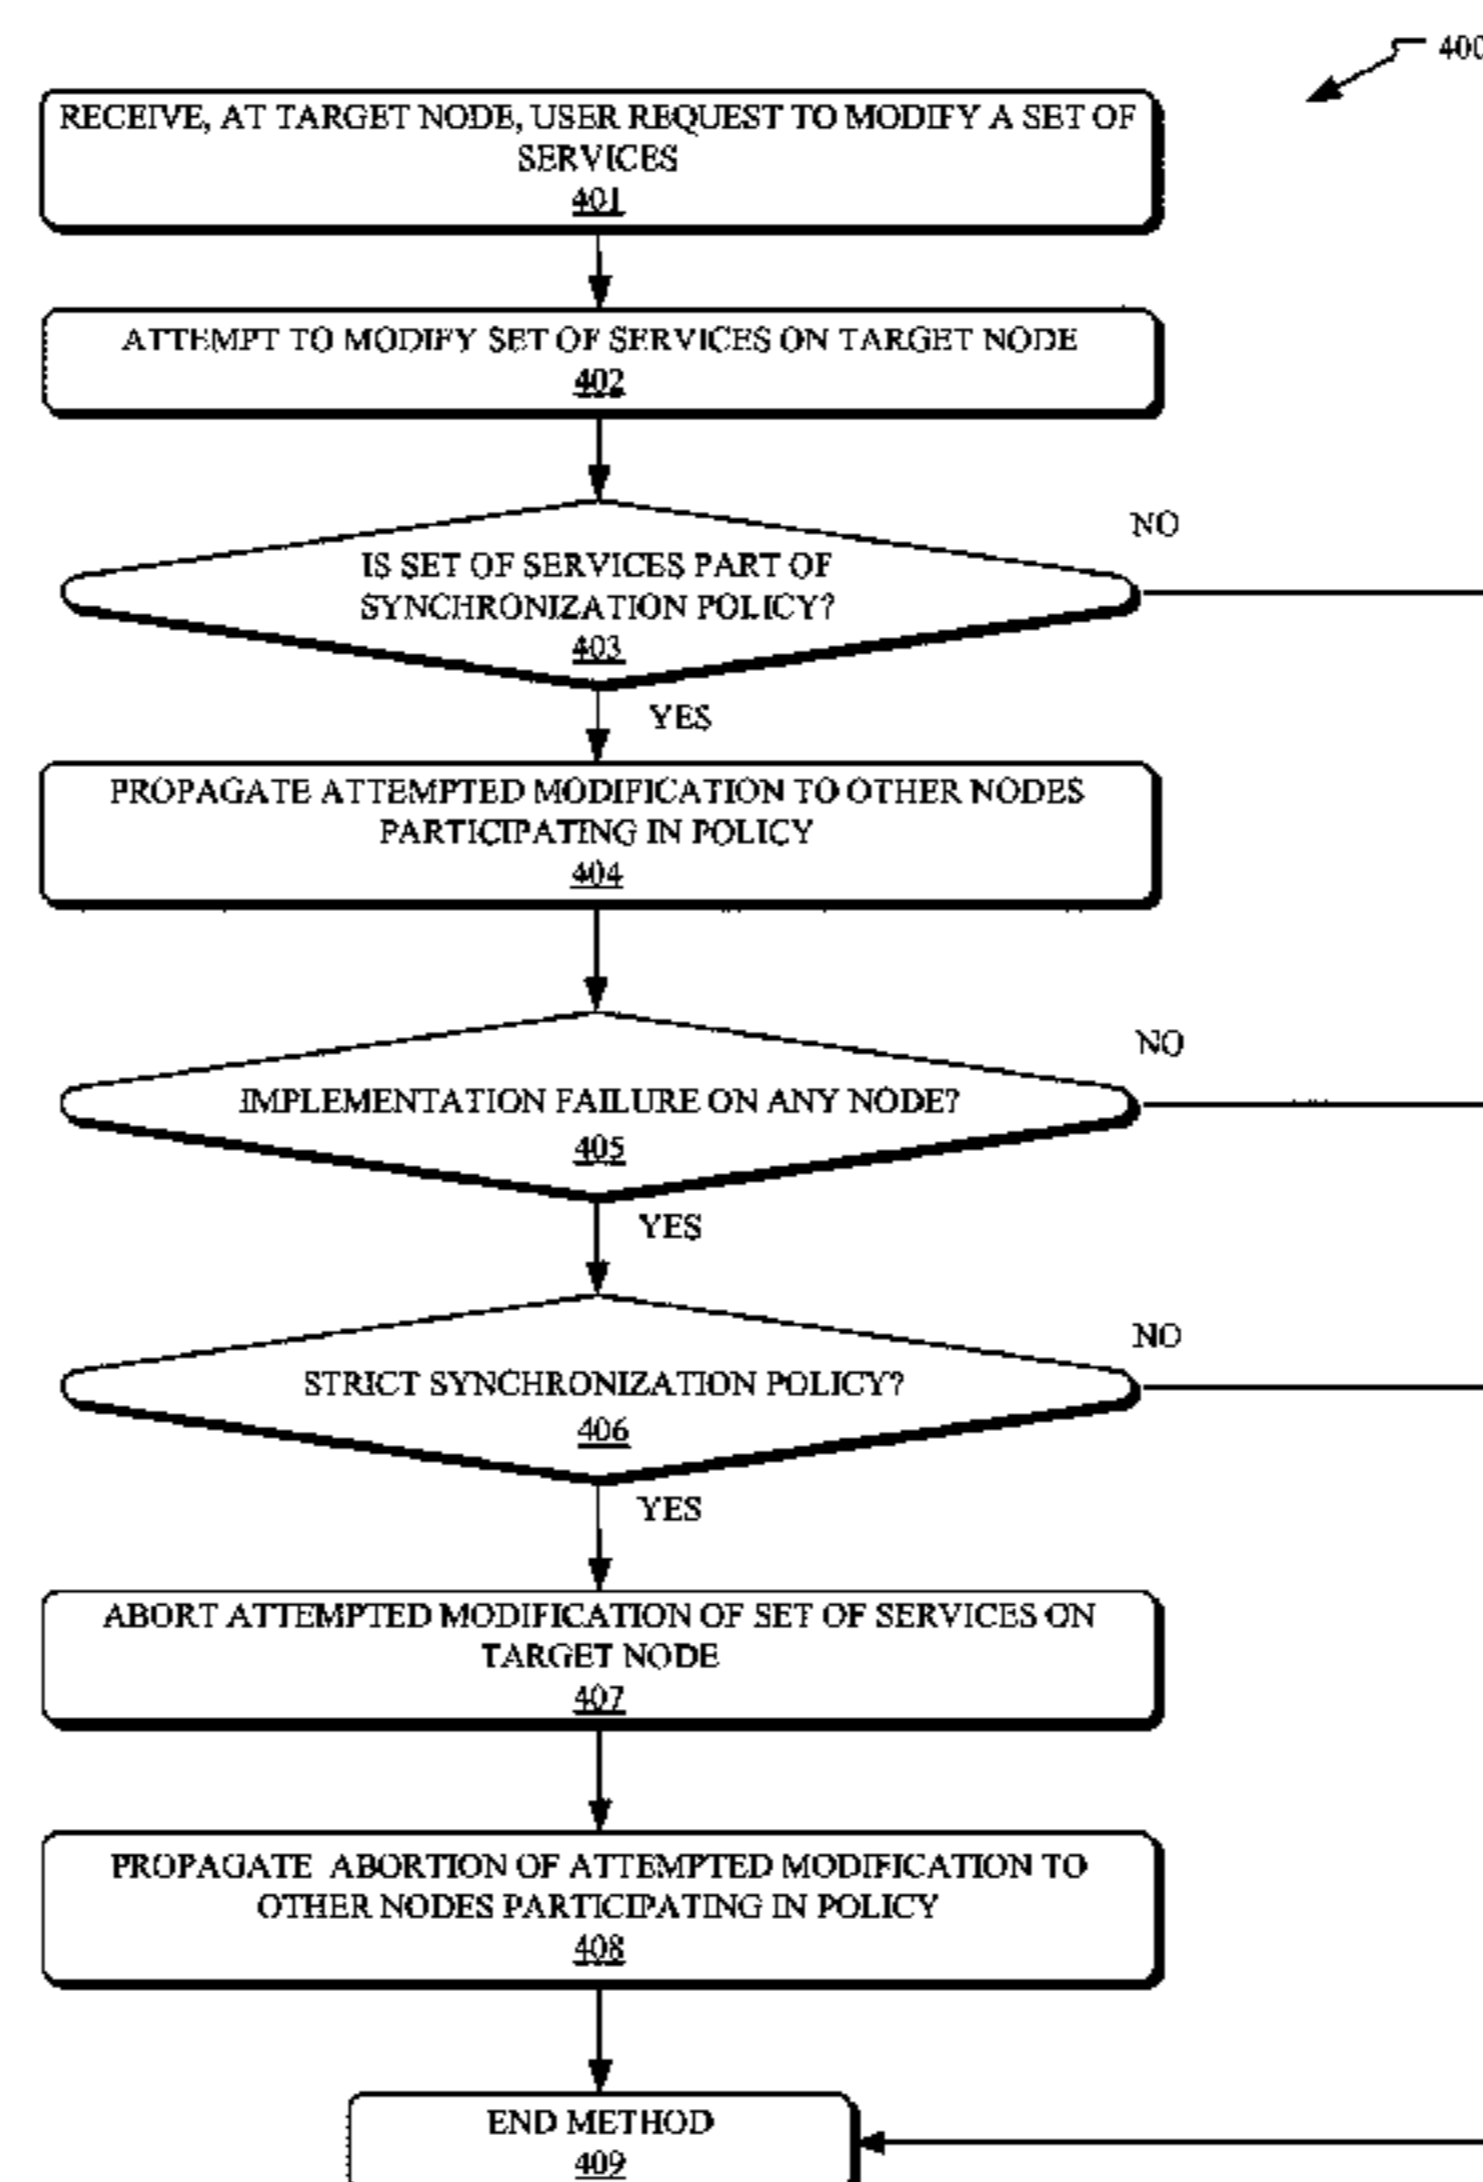 400
RECEIVE, AT TARGET NODE, USER REQUEST TO MODIFY A SET OF
SERVICES
401
ATTEMPT TO MODIFY SET OF SERVICES ON TARGET NODE
402
NO
IS SET OF SERVICES PART OF
SYNCHRONIZATION POLICY?
403
YES
PROPAGATE ATTEMPTED MODIFICATION TO OTHER NODES
PARTICIPATING IN POLICY
404
NO
IMPLEMENTATION FAILURE ON ANY NODE?
405
YES
NO
STRICT SYNCHRONIZATION POLICY?
406
YES
ABORT ATTEMPTED MODIFICATION OF SET OF SERVICES ON
TARGET NODE
407
PROPAGATE ABORTION OF ATTEMPTED MODIFICATION TO
OTHER NODES PARTICIPATING IN POLICY
408
END METHOD
409